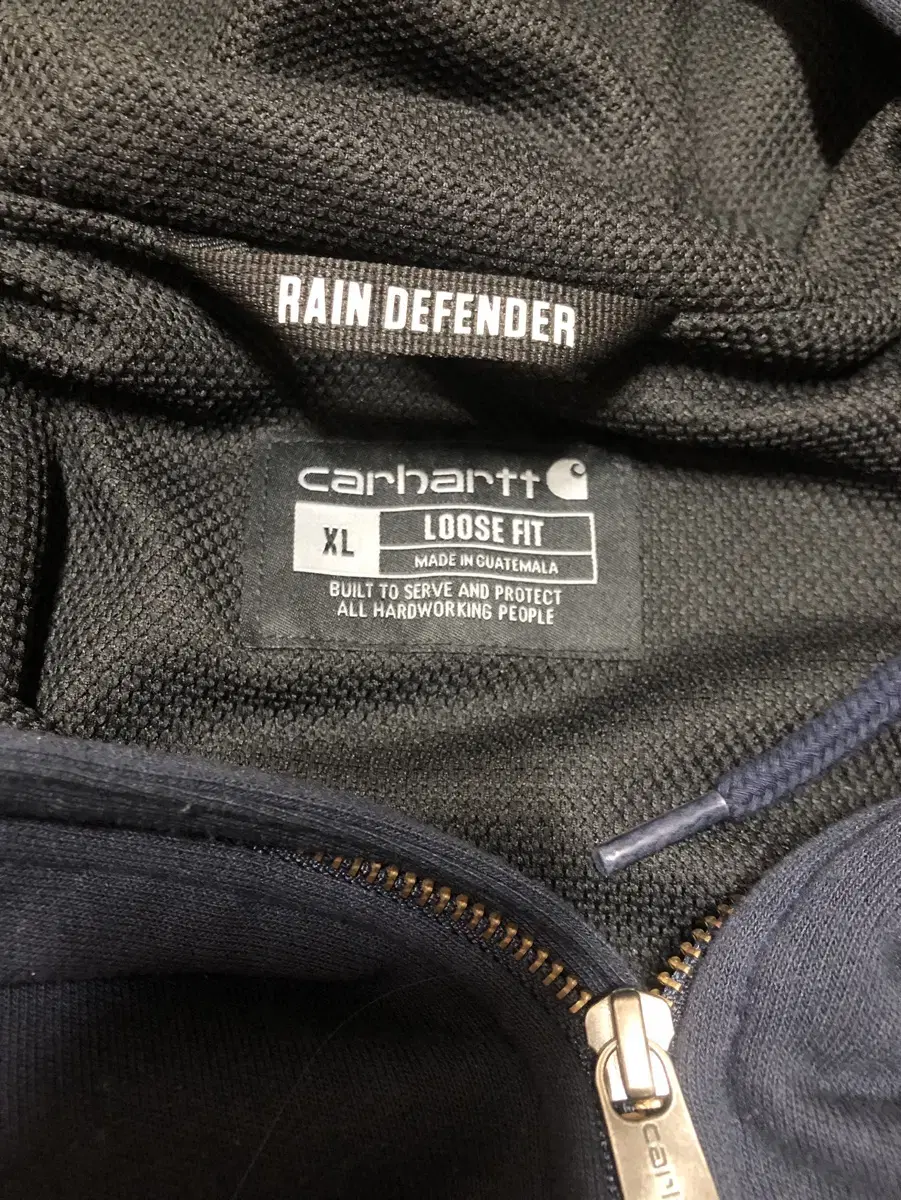 RAIN DEFENDER
carhartt
XL
LOOSE FIT
MADE IN GUATEMALA
BUILT TO SERVE AND PROTECT
ALL HARDWORKING PEOPLE